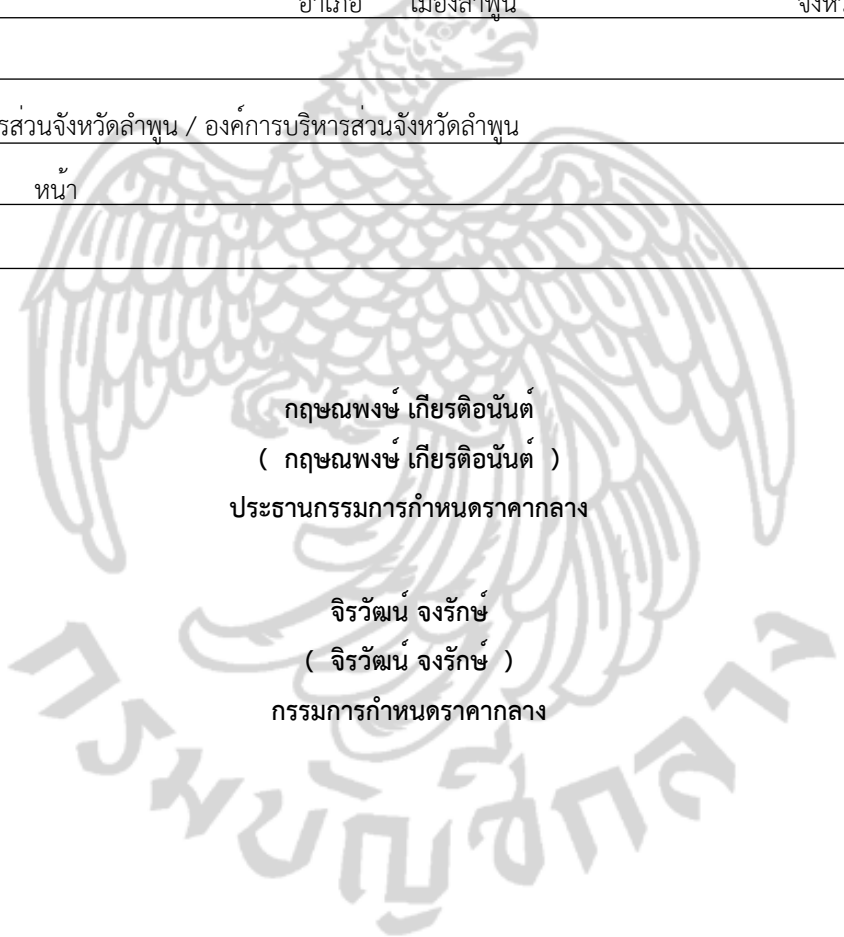 อำเภอ เมืองลำพูน จังหวั
รส่วนจังหวัดลำพูน / องค์การบริหารส่วนจังหวัดลำพูน
หน้า
กฤษณพงษ์ เกียรติอนันต์
( กฤษณพงษ์ เกียรติอนันต์ )
ประธานกรรมการกำหนดราคากลาง
จิรวัฒน์ จงรักษ์
( จิรวัฒน์ จงรักษ์ )
กรรมการกำหนดราคากลาง
กรมบัญชีกลาง